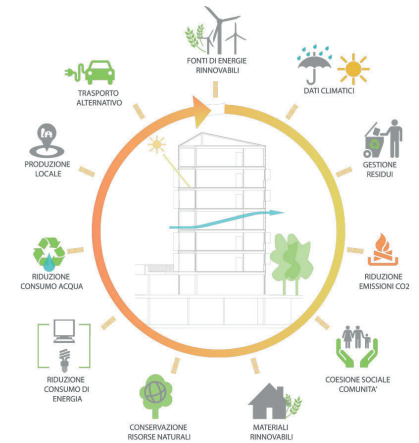 FONTI DI ENERGIE
RINNOVABILI
DATI CLIMATICI
GESTIONE
RESIDUI
RIDUZIONE
EMISSIONI CO2
COESIONE SOCIALE
COMUNITA'
MATERIALI
RINNOVABILI
CONSERVAZIONE
RISORSE NATURALI
RIDUZIONE
CONSUMO DI
ENERGIA
RIDUZIONE
CONSUMO ACQUA
PRODUZIONE
LOCALE
TRASPORTO
ALTERNATIVO